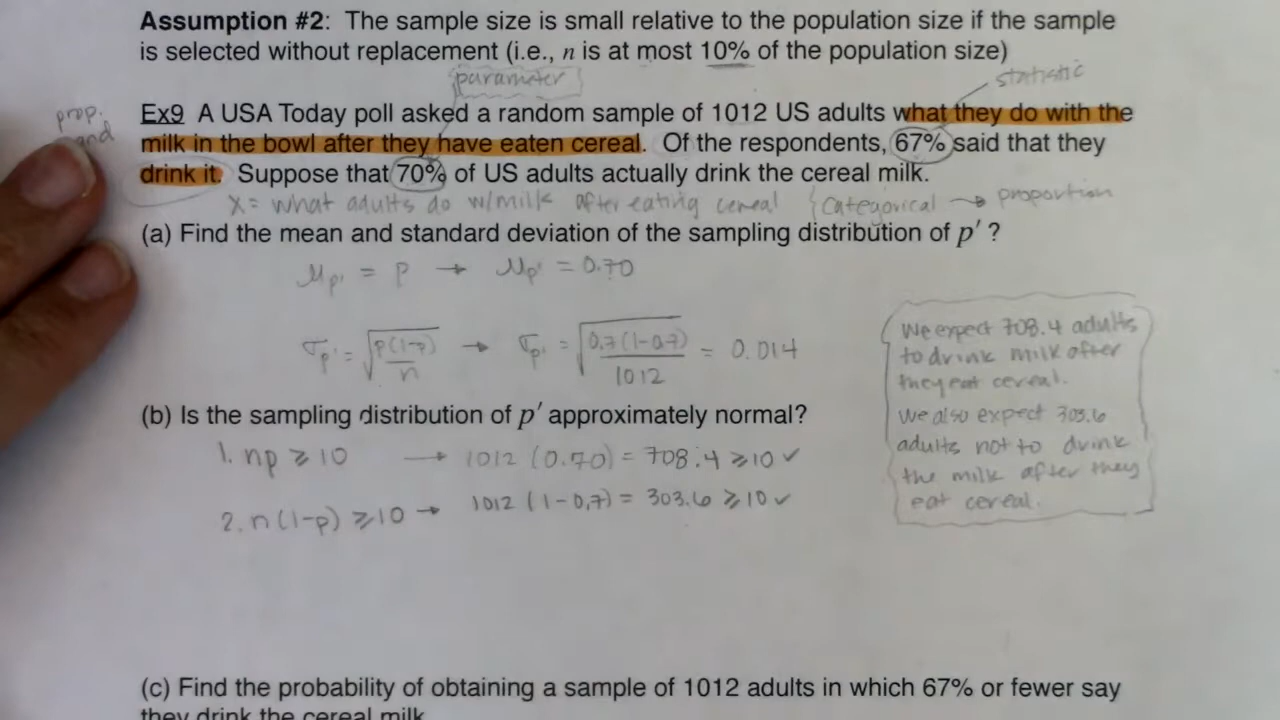 Assumption #2: The sample size is small relative to the population size if the sample
is selected without replacement (i.e., n is at most 10% of the population size)
parameter
statistic
Ex9 A USA Today poll asked a random sample of 1012 US adults what they do with the
prop.
milk in the bowl after they have eaten cereal. Of the respondents, 67% said that they
drink it. Suppose that 70% of US adults actually drink the cereal milk.
X = what adults do w/milk after eating cereal {categorical → proportion
(a) Find the mean and standard deviation of the sampling distribution of p′ ?
μp' = p → μp' = 0.70
σp' = √(p(1-p)/n) → σp' = √(0.7(1-0.7)/1012) = 0.014
We expect 708.4 adults
to drink milk after
they eat cereal.
We also expect 303.6
adults not to drink
the milk after they
eat cereal.
(b) Is the sampling distribution of p′ approximately normal?
1. np ≥ 10 → 1012 (0.70) = 708.4 ≥ 10 ✓
2. n(1-p) ≥ 10 → 1012 (1-0.7) = 303.6 ≥ 10 ✓
(c) Find the probability of obtaining a sample of 1012 adults in which 67% or fewer say
they drink the cereal milk